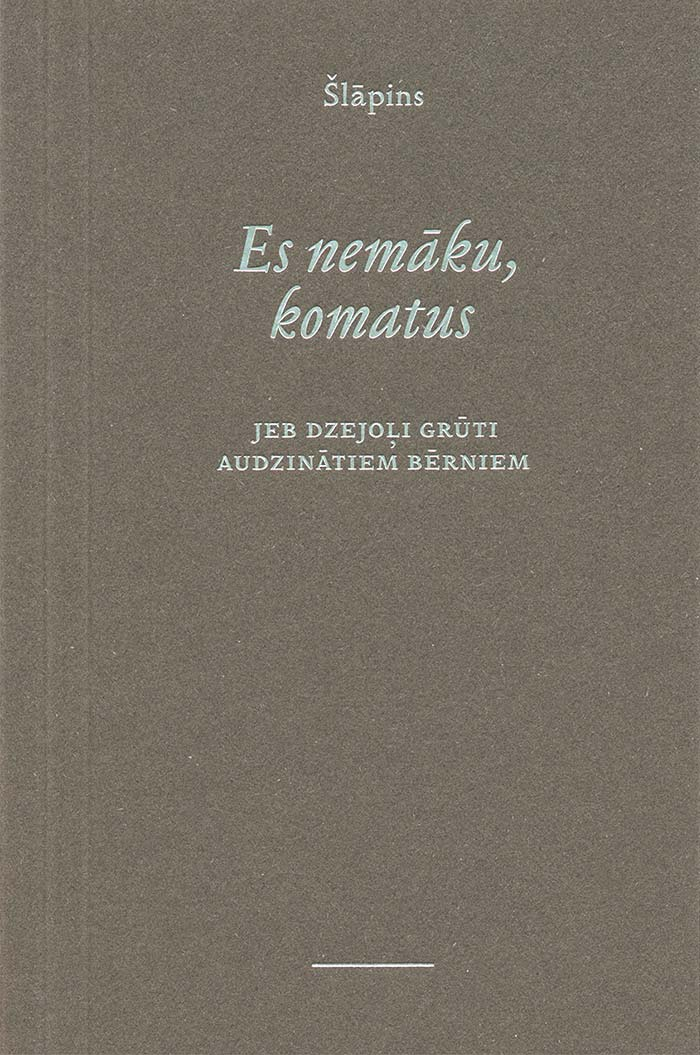 Šlāpins
Es nemāku,
komatus
JEB DZEJOĻI GRŪTI
AUDZINĀTIEM BĒRNIEM